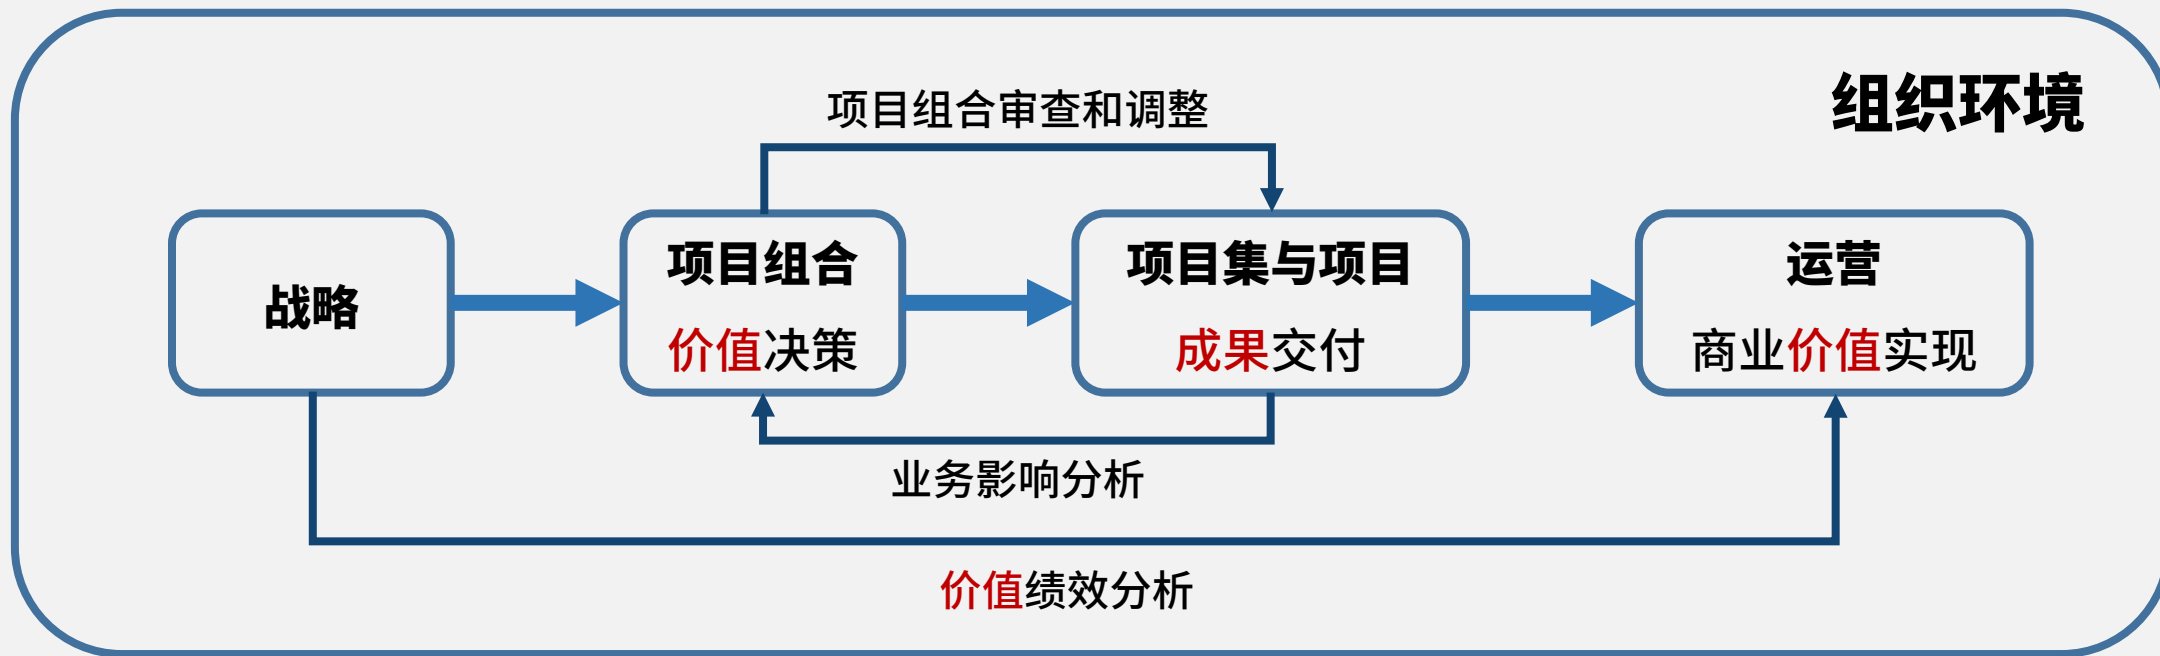 组织环境
项目组合审查和调整
战略
项目组合
价值决策
项目集与项目
成果交付
运营
商业价值实现
业务影响分析
价值绩效分析